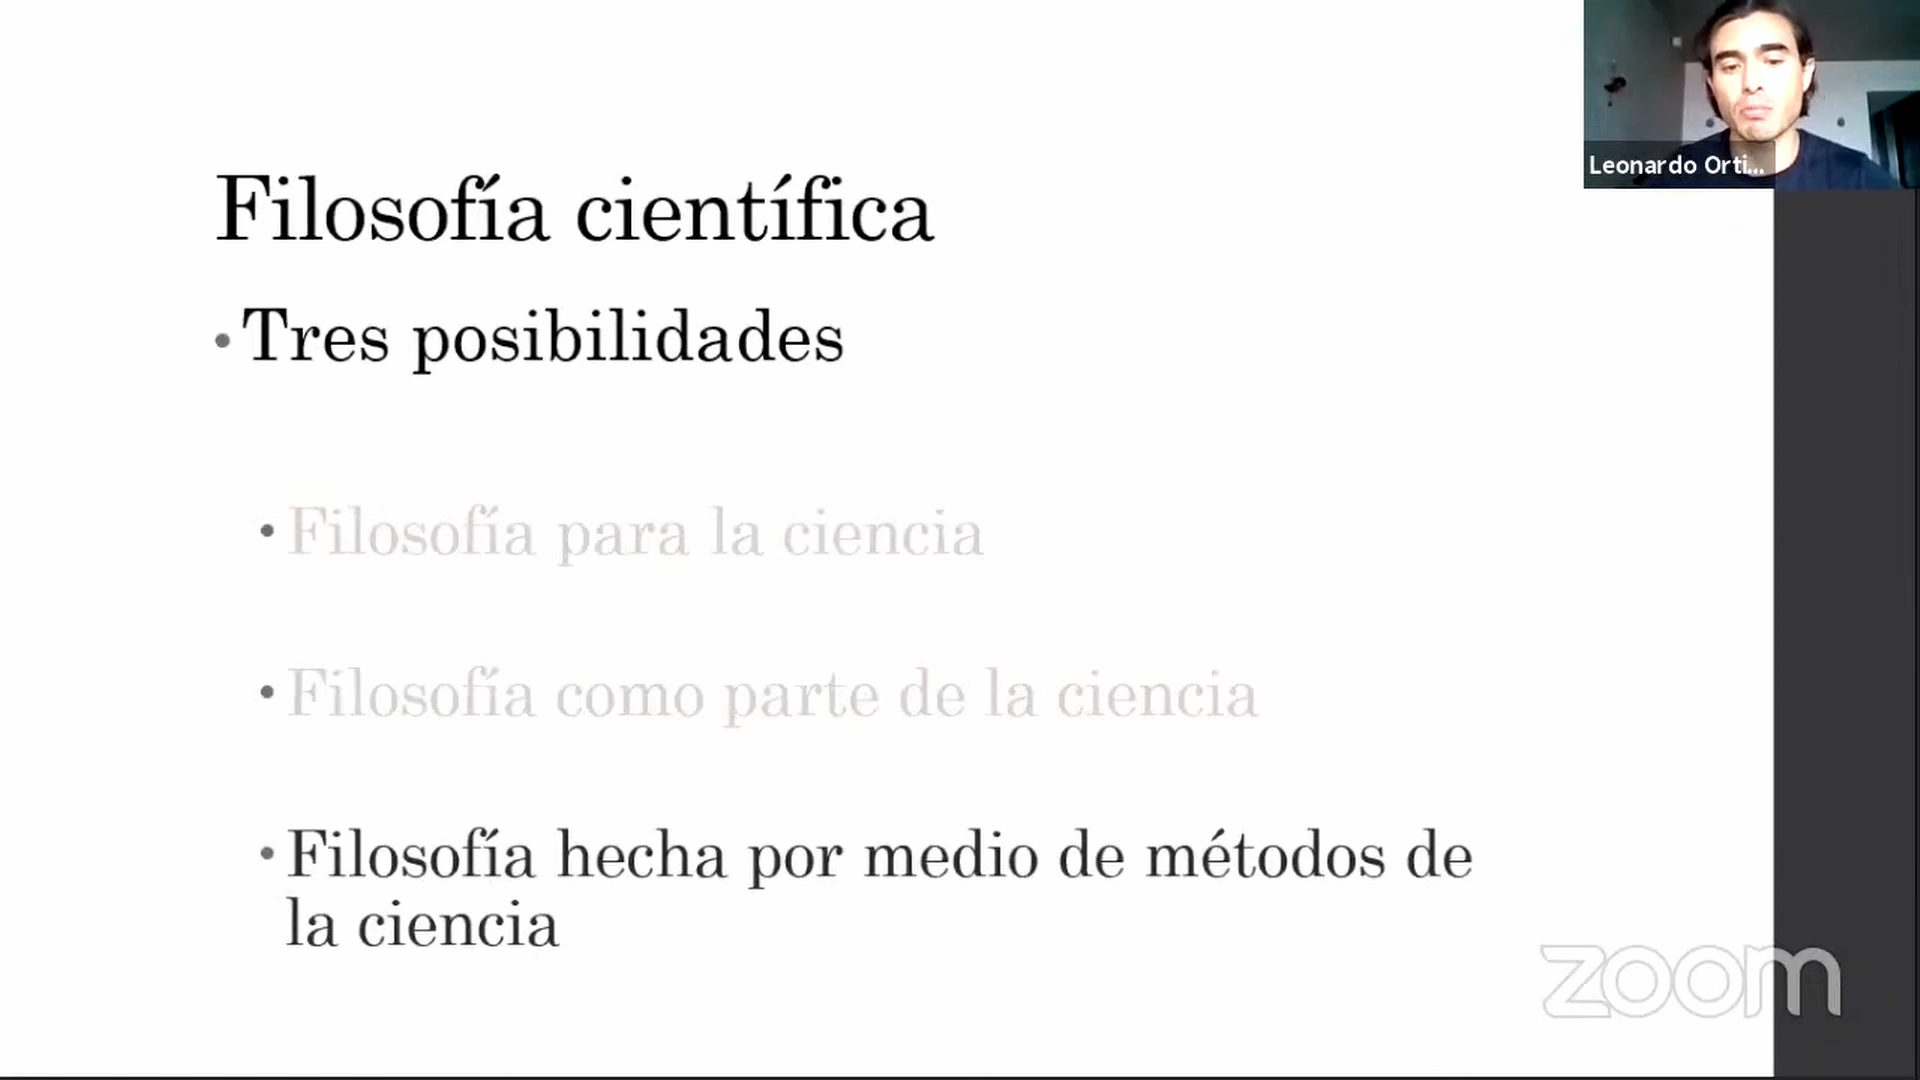 Leonardo Orti...
Filosofía científica
• Tres posibilidades
• Filosofía para la ciencia
• Filosofía como parte de la ciencia
• Filosofía hecha por medio de métodos de
la ciencia
zoom